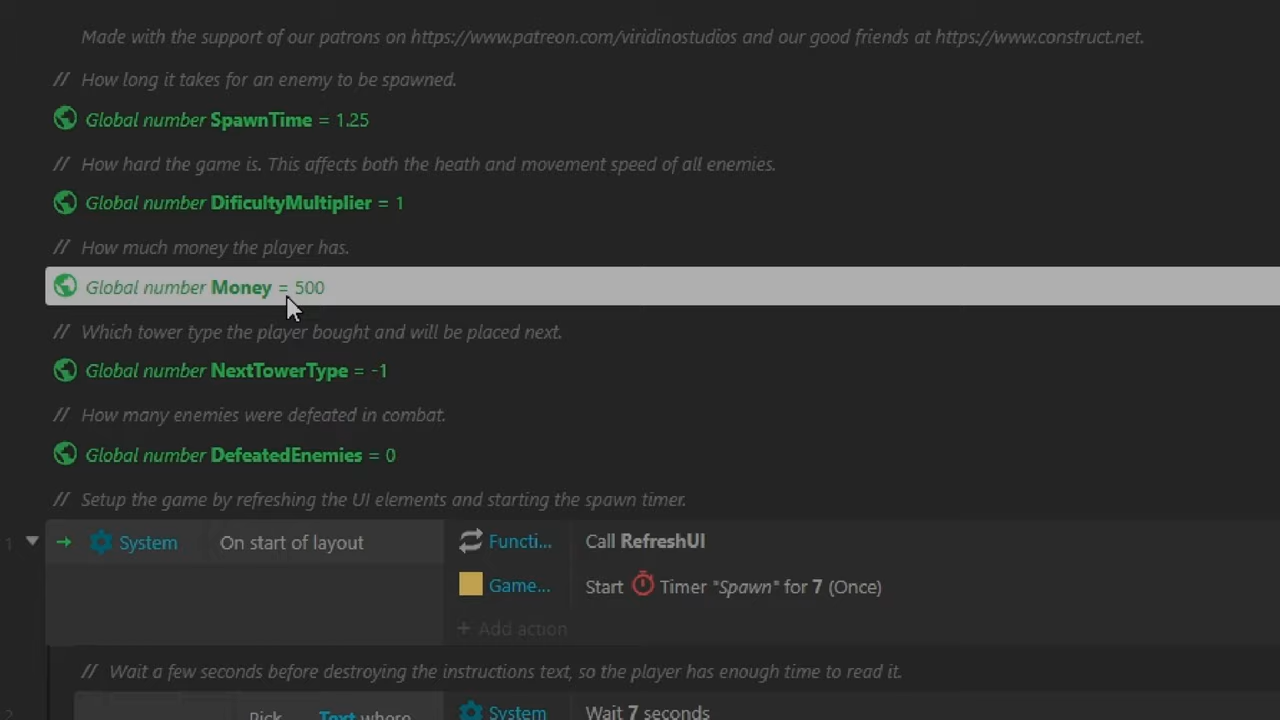 Made with the support of our patrons on https://www.patreon.com/viridinostudios and our good friends at https://www.construct.net.
// How long it takes for an enemy to be spawned.
Global number SpawnTime = 1.25
// How hard the game is. This affects both the heath and movement speed of all enemies.
Global number DificultyMultiplier = 1
// How much money the player has.
Global number Money = 500
// Which tower type the player bought and will be placed next.
Global number NextTowerType = -1
// How many enemies were defeated in combat.
Global number DefeatedEnemies = 0
// Setup the game by refreshing the UI elements and starting the spawn timer.
1 System On start of layout Functi... Call RefreshUI
Game... Start Timer "Spawn" for 7 (Once)
+ Add action
// Wait a few seconds before destroying the instructions text, so the player has enough time to read it.
2 Pick Text where System Wait 7 seconds